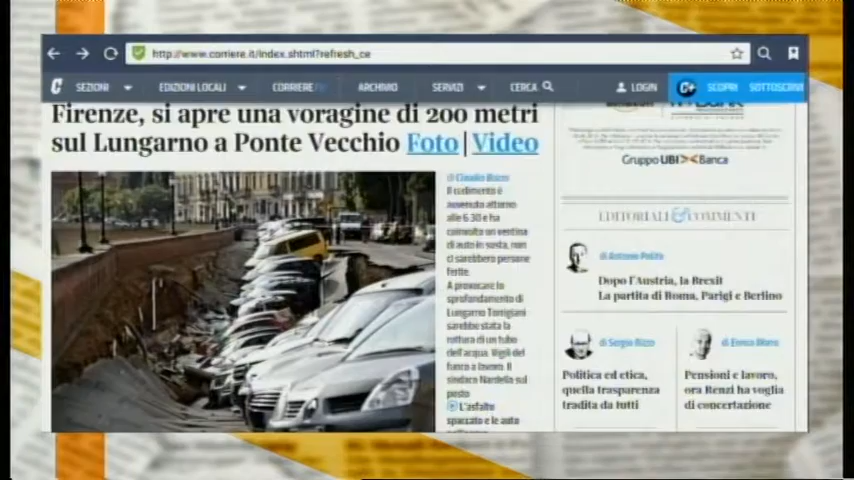 http://www.corriere.it/index.shtml?refresh_ce
C SEZIONI EDIZIONI LOCALI CORRIERE TV ARCHIVIO SERVIZI CERCA LOGIN C+ SCOPRI SOTTOSCRIVI
Firenze, si apre una voragine di 200 metri
sul Lungarno a Ponte Vecchio Foto | Video
di Claudio Bozza
Il cedimento è
avvenuto attorno
alle 6.30 e ha
coinvolto un ventina
di auto in sosta, non
ci sarebbero persone
ferite.
A provocare lo
sprofondamento di
Lungarno Torrigiani
sarebbe stata la
rottura di un tubo
dell'acqua. Vigili del
fuoco a lavoro. Il
sindaco Nardella sul
posto
L'asfalto
spaccato e le auto
Gruppo UBI Banca
EDITORIALI & COMMENTI
di Antonio Polito
Dopo l'Austria, la Brexit
La partita di Roma, Parigi e Berlino
di Sergio Rizzo
Politica ed etica,
quella trasparenza
tradita da tutti
di Enrico Marro
Pensioni e lavoro,
ora Renzi ha voglia
di concertazione